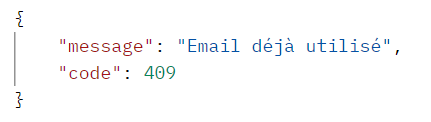 {
    "message": "Email déjà utilisé",
    "code": 409
}